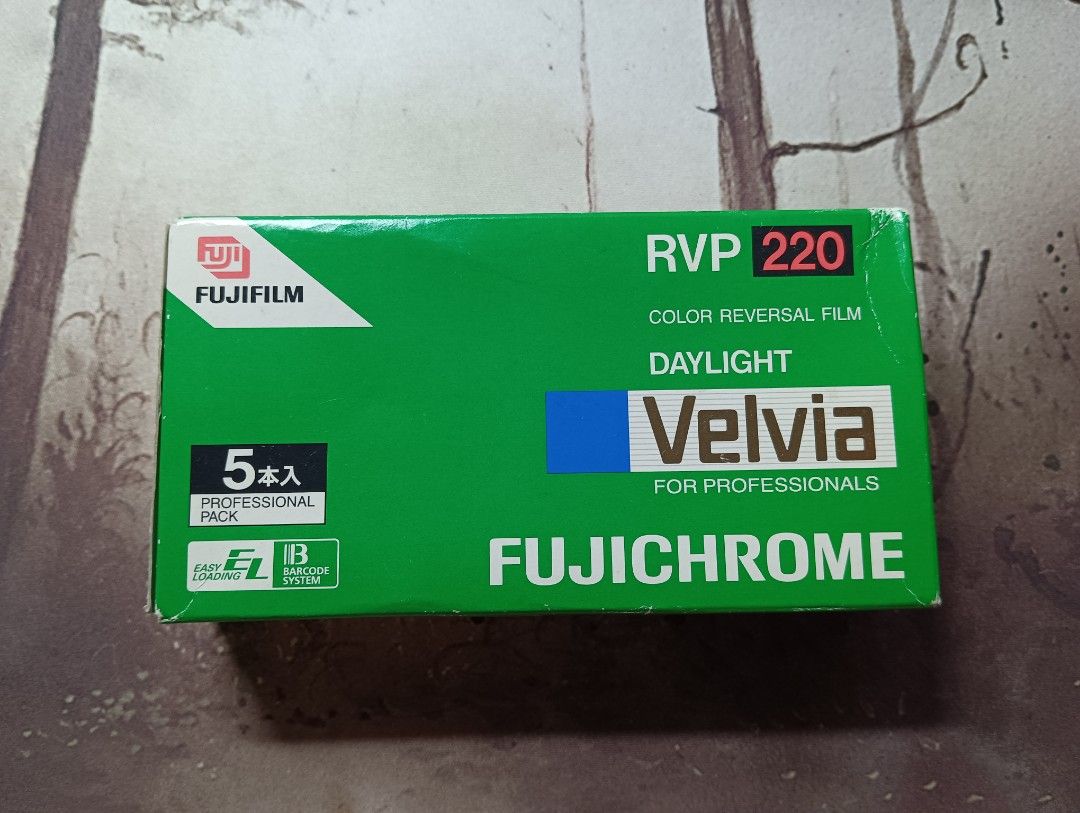 FUJI
FUJIFILM
RVP 220
COLOR REVERSAL FILM
DAYLIGHT
Velvia
FOR PROFESSIONALS
5本入
PROFESSIONAL
PACK
EASY
LOADING
EL
B
BARCODE
SYSTEM
FUJICHROME